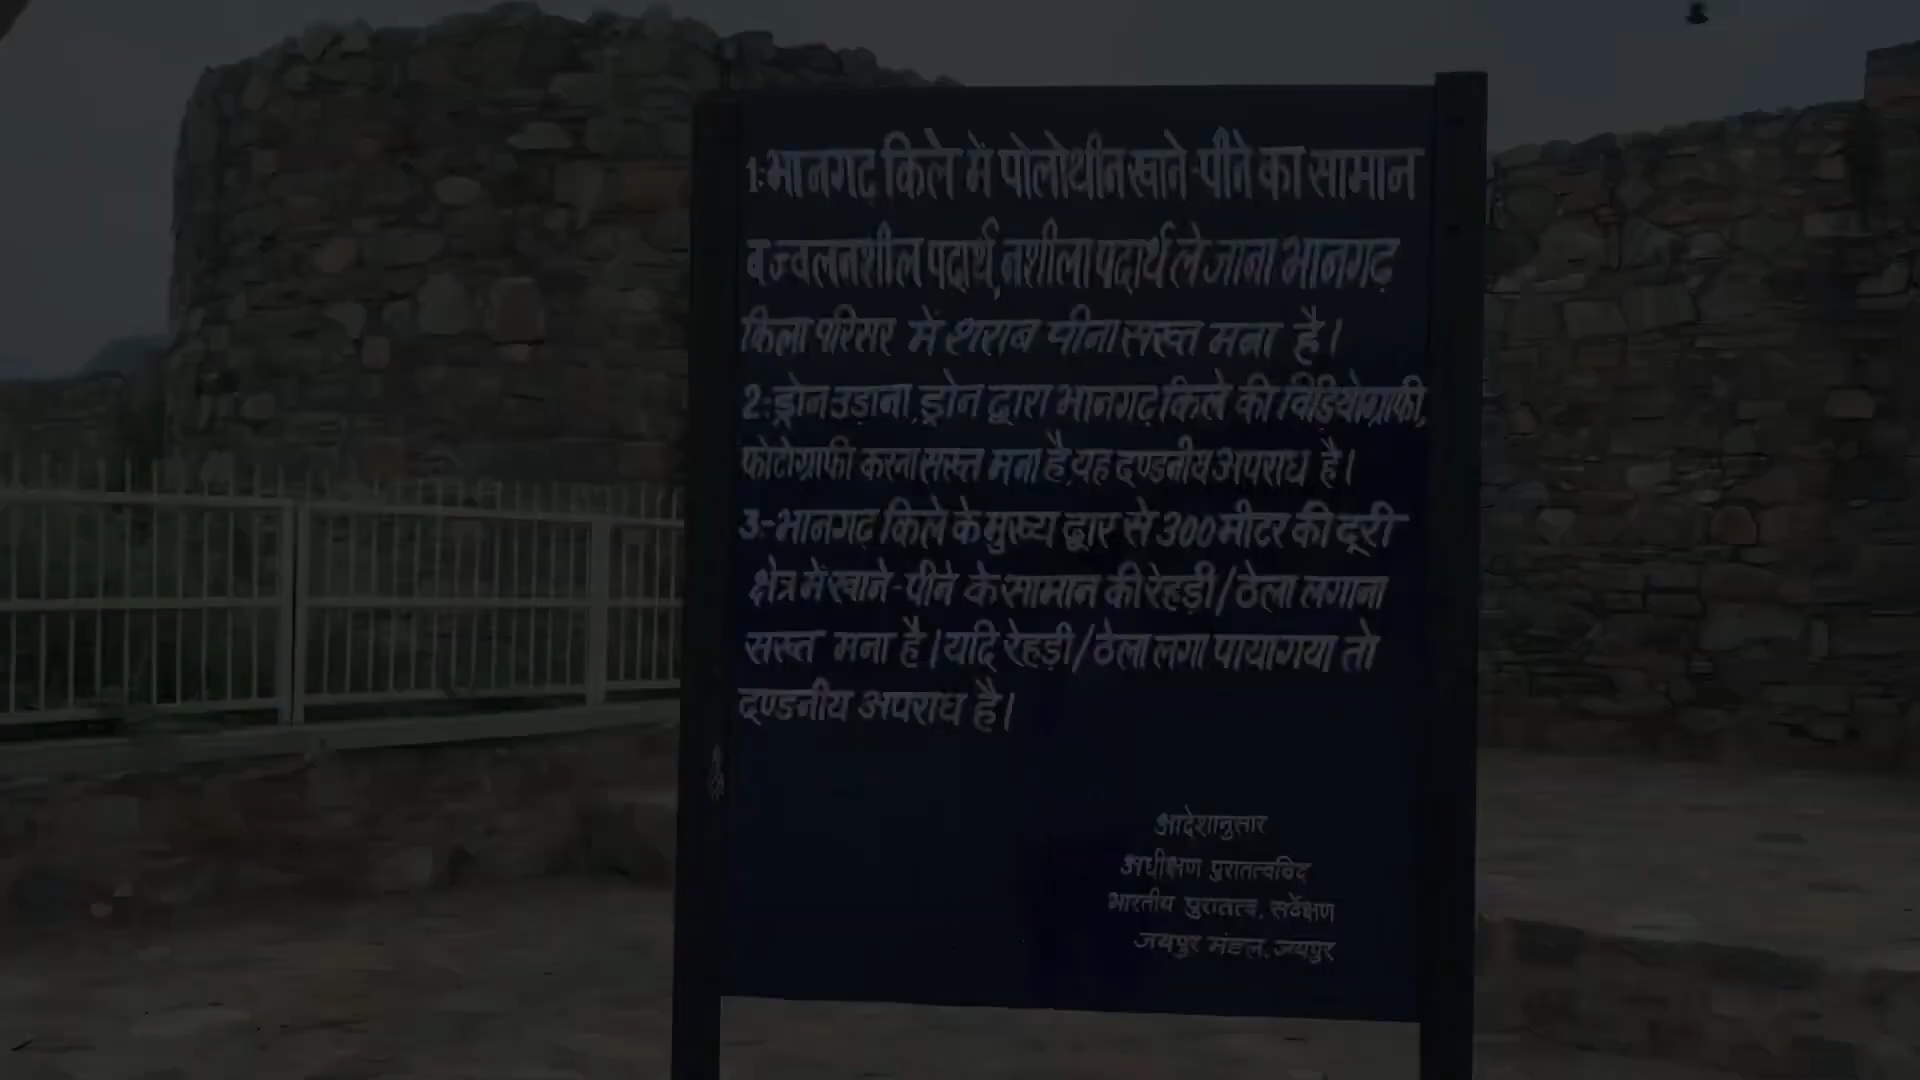 1:-भानगढ़ किले में पोलोथीन खाने-पीने का सामान
ब ज्वलनशील पदार्थ, नशीला पदार्थ ले जाना भानगढ़
किला परिसर में शराब पीना सख्त मना है।
2:-ड्रोन उड़ाना, ड्रोन द्वारा भानगढ़ किले की विडियोग्राफी,
फोटोग्राफी करना सख्त मना है, यह दण्डनीय अपराध है।
3:-भानगढ़ किले के मुख्य द्वार से 300 मीटर की दूरी
क्षेत्र में खाने-पीने के सामान की रेहड़ी/ठेला लगाना
सख्त मना है। यदि रेहड़ी/ठेला लगा पाया गया तो
दण्डनीय अपराध है।
आदेशानुसार
अधीक्षण पुरातत्वविद
भारतीय पुरातत्व, सर्वेक्षण
जयपुर मंडल, जयपुर